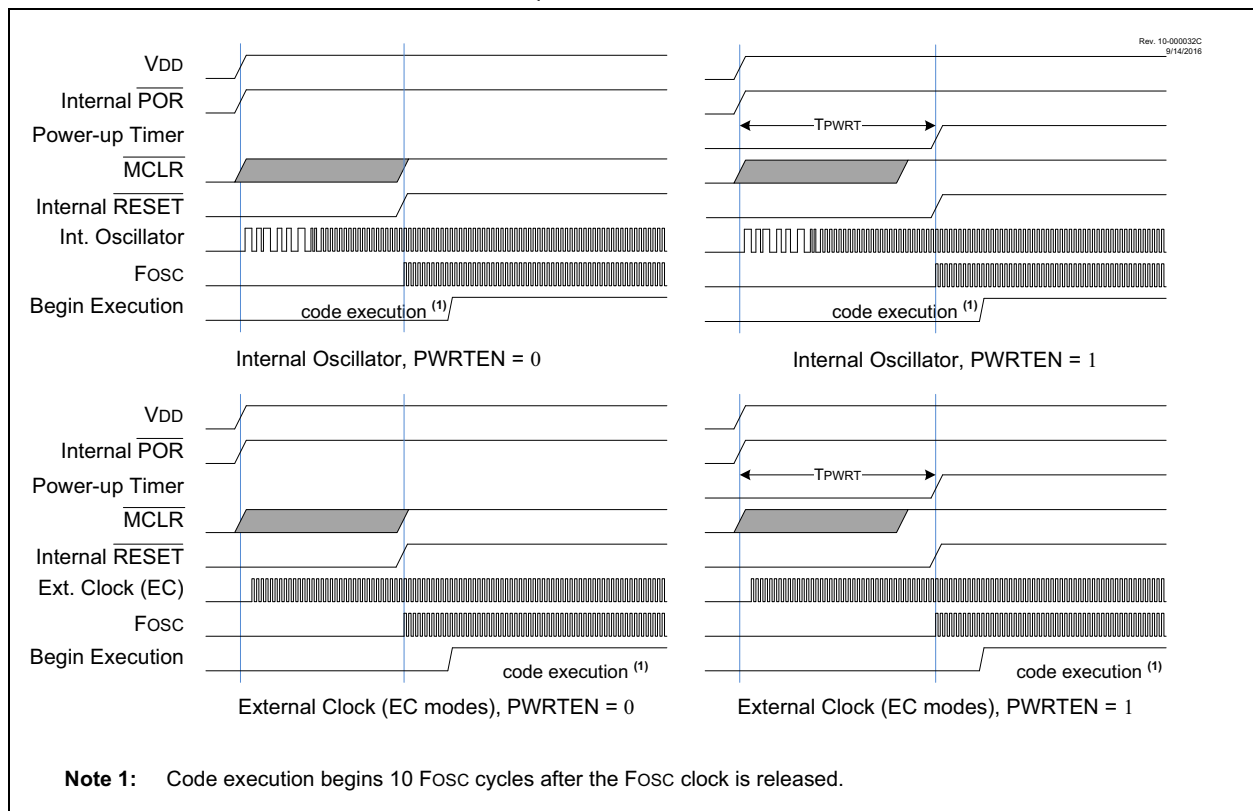 Rev. 10-000032C
9/14/2016
VDD
Internal POR
Power-up Timer
MCLR
Internal RESET
Int. Oscillator
FOSC
Begin Execution
code execution (1)
Internal Oscillator, PWRTEN = 0
TPWRT
code execution (1)
Internal Oscillator, PWRTEN = 1
VDD
Internal POR
Power-up Timer
MCLR
Internal RESET
Ext. Clock (EC)
FOSC
Begin Execution
code execution (1)
External Clock (EC modes), PWRTEN = 0
TPWRT
code execution (1)
External Clock (EC modes), PWRTEN = 1
Note 1: Code execution begins 10 FOSC cycles after the FOSC clock is released.